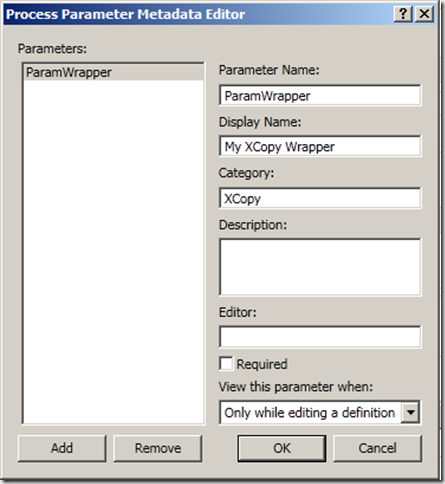 Process Parameter Metadata Editor
Parameters:
ParamWrapper
Parameter Name:
ParamWrapper
Display Name:
My XCopy Wrapper
Category:
XCopy
Description:
Editor:
Required
View this parameter when:
Only while editing a definition
Add
Remove
OK
Cancel